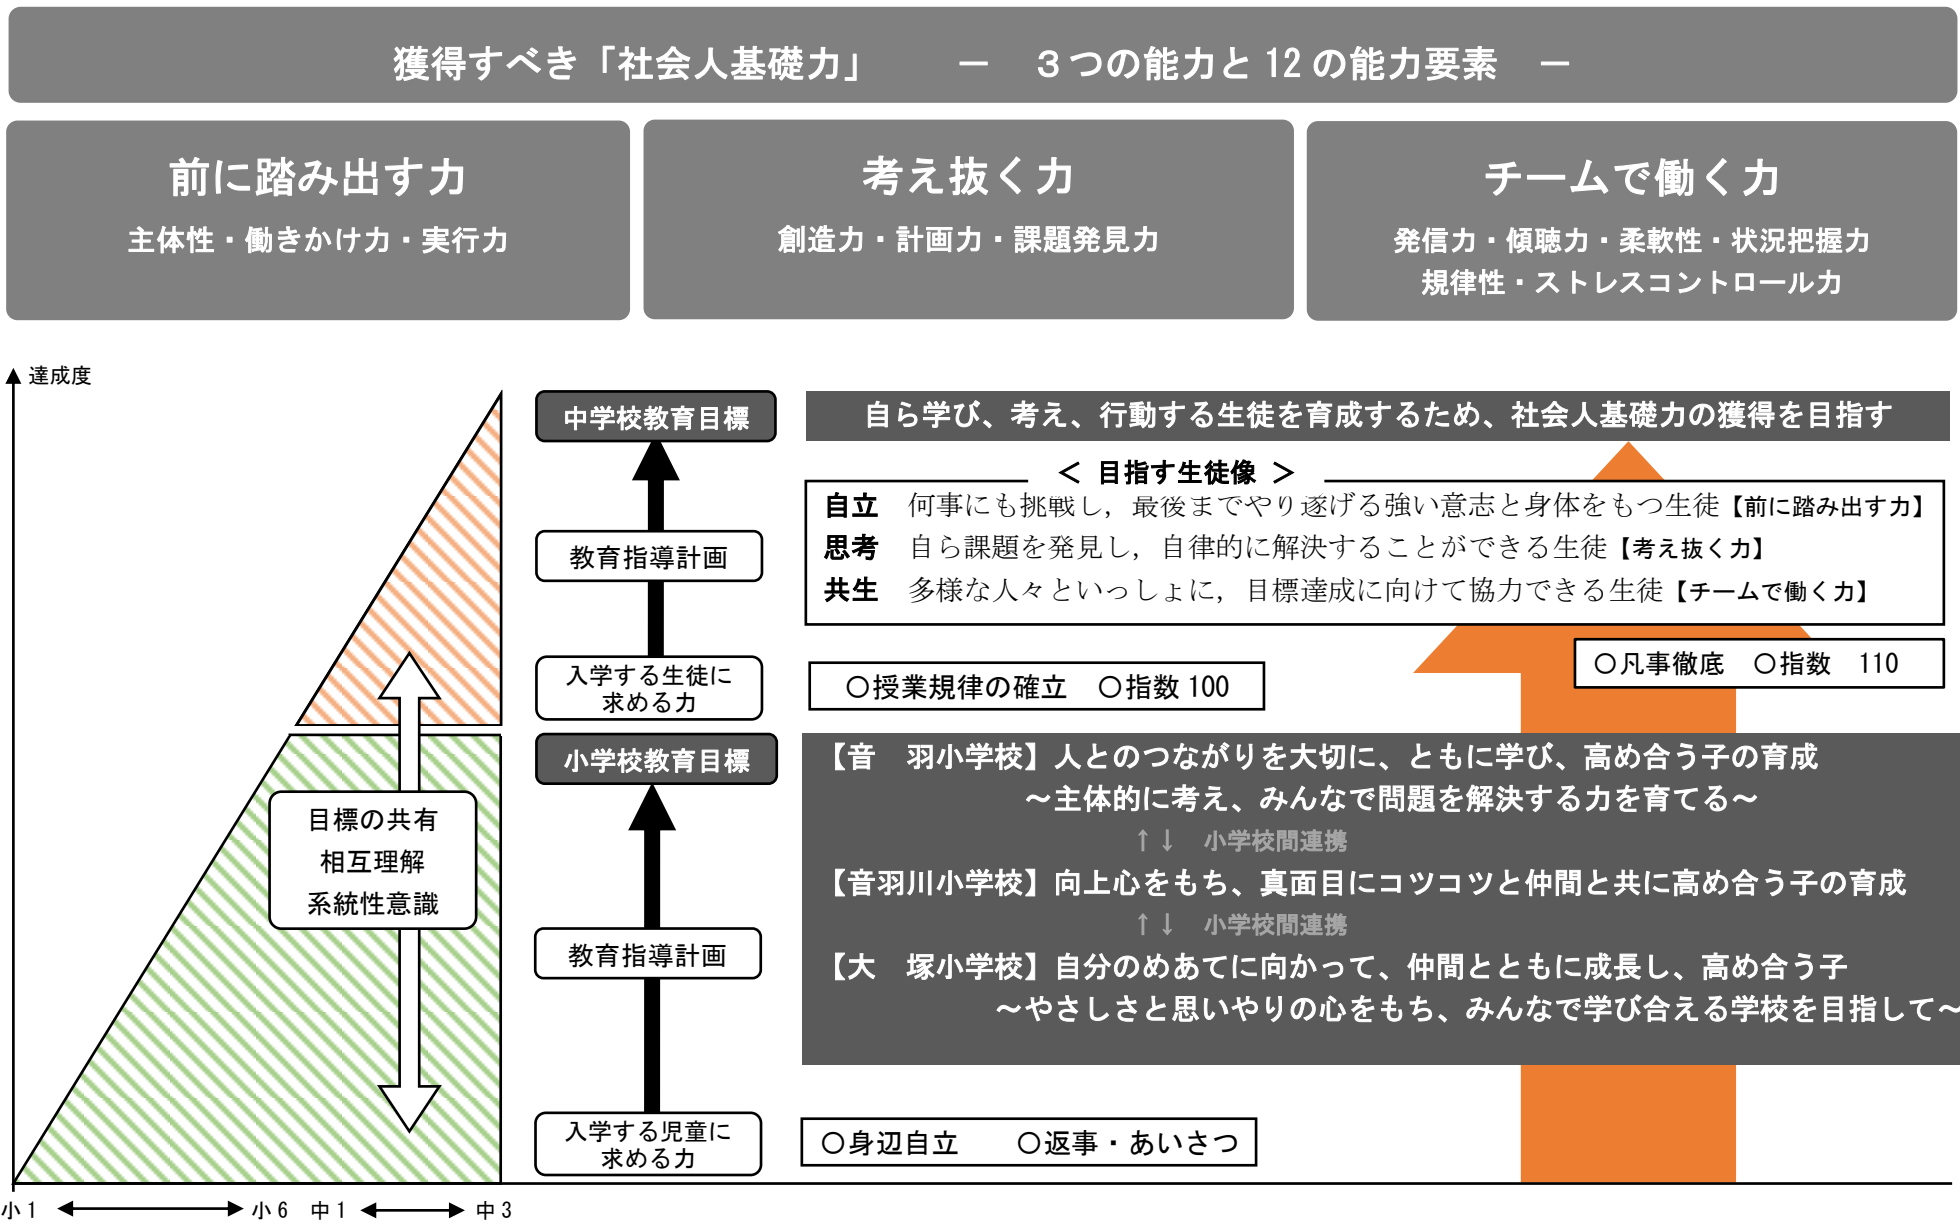 獲得すべき「社会人基礎力」　　－　３つの能力と12の能力要素　－
前に踏み出す力
主体性・働きかけ力・実行力
考え抜く力
創造力・計画力・課題発見力
チームで働く力
発信力・傾聴力・柔軟性・状況把握力
規律性・ストレスコントロール力
達成度
中学校教育目標
自ら学び、考え、行動する生徒を育成するため、社会人基礎力の獲得を目指す
＜ 目指す生徒像 ＞
自立　何事にも挑戦し，最後までやり遂げる強い意志と身体をもつ生徒【前に踏み出す力】
思考　自ら課題を発見し，自律的に解決することができる生徒【考え抜く力】
共生　多様な人々といっしょに，目標達成に向けて協力できる生徒【チームで働く力】
教育指導計画
入学する生徒に
求める力
○授業規律の確立　○指数100
○凡事徹底　○指数　110
小学校教育目標
【音　羽小学校】人とのつながりを大切に、ともに学び、高め合う子の育成
～主体的に考え、みんなで問題を解決する力を育てる～
↑↓　小学校間連携
【音羽川小学校】向上心をもち、真面目にコツコツと仲間と共に高め合う子の育成
↑↓　小学校間連携
【大　塚小学校】自分のめあてに向かって、仲間とともに成長し、高め合う子
～やさしさと思いやりの心をもち、みんなで学び合える学校を目指して～
目標の共有
相互理解
系統性意識
教育指導計画
入学する児童に
求める力
○身辺自立　　○返事・あいさつ
小1
小6
中1
中3